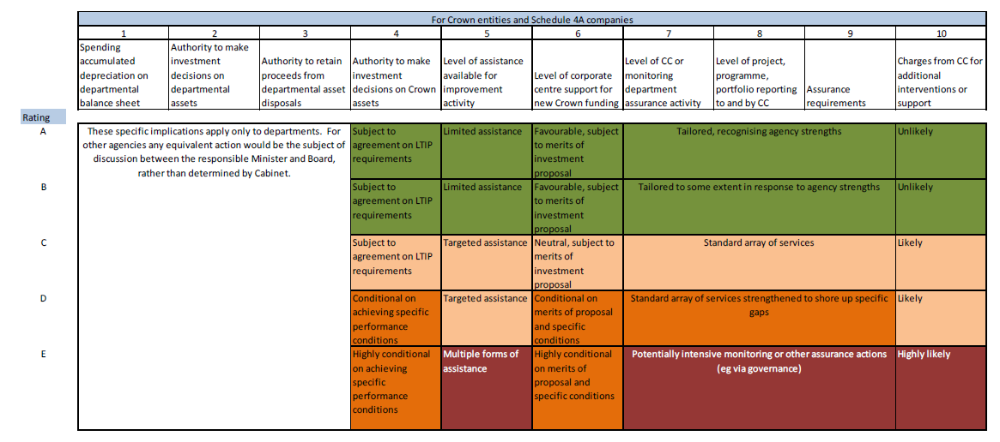 For Crown entities and Schedule 4A companies
1 2 3 4 5 6 7 8 9 10
Spending
accumulated
depreciation on
departmental
balance sheet
Authority to make
investment
decisions on
departmental
assets
Authority to retain
proceeds from
departmental asset
disposals
Authority to make
investment
decisions on Crown
assets
Level of assistance
available for
improvement
activity
Level of corporate
centre support for
new Crown funding
Level of CC or
monitoring
department
assurance activity
Level of project,
programme,
portfolio reporting
to and by CC
Assurance
requirements
Charges from CC for
additional
interventions or
support
Rating
A
These specific implications apply only to departments. For
other agencies any equivalent action would be the subject of
discussion between the responsible Minister and Board,
rather than determined by Cabinet.
Subject to
agreement on LTIP
requirements
Limited assistance
Favourable, subject
to merits of
investment
proposal
Tailored, recognising agency strengths
Unlikely
B
Subject to
agreement on LTIP
requirements
Limited assistance
Favourable, subject
to merits of
investment
proposal
Tailored to some extent in response to agency strengths
Unlikely
C
Subject to
agreement on LTIP
requirements
Targeted assistance
Neutral, subject to
merits of
investment
proposal
Standard array of services
Likely
D
Conditional on
achieving specific
performance
conditions
Targeted assistance
Conditional on
merits of proposal
and specific
conditions
Standard array of services strengthened to shore up specific
gaps
Likely
E
Highly conditional
on achieving
specific
performance
conditions
Multiple forms of
assistance
Highly conditional
on merits of
proposal and
specific conditions
Potentially intensive monitoring or other assurance actions
(eg via governance)
Highly likely